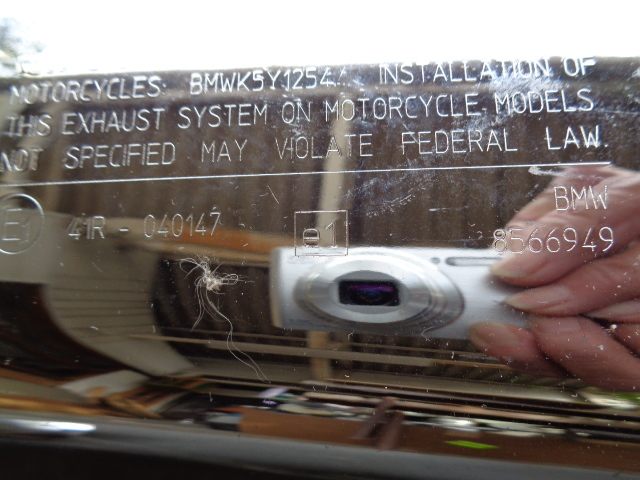 MOTORCYCLES: BMWK5Y1254. INSTALLATION OF
THIS EXHAUST SYSTEM ON MOTORCYCLE MODELS
NOT SPECIFIED MAY VIOLATE FEDERAL LAW.
BMW
E1 41R - 040147 e1 8566949